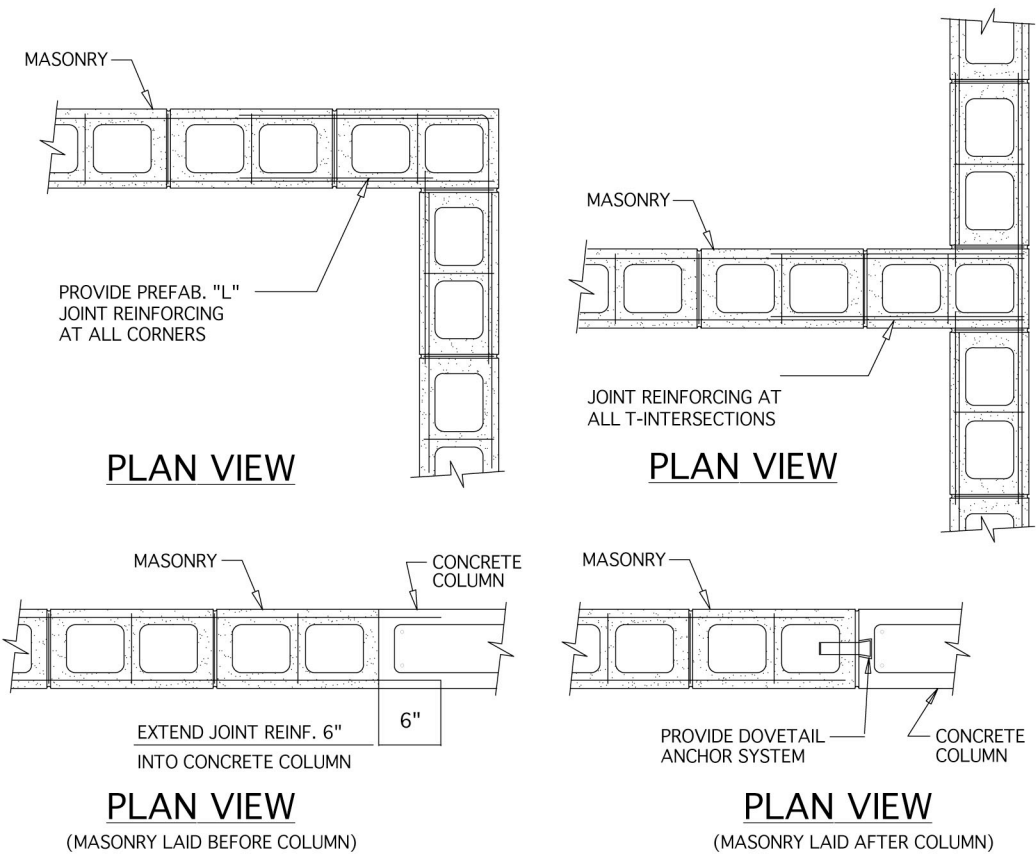 MASONRY
PROVIDE PREFAB. "L"
JOINT REINFORCING
AT ALL CORNERS
PLAN VIEW
MASONRY
JOINT REINFORCING AT
ALL T-INTERSECTIONS
PLAN VIEW
MASONRY
CONCRETE
COLUMN
6"
EXTEND JOINT REINF. 6"
INTO CONCRETE COLUMN
PLAN VIEW
(MASONRY LAID BEFORE COLUMN)
MASONRY
PROVIDE DOVETAIL
ANCHOR SYSTEM
CONCRETE
COLUMN
PLAN VIEW
(MASONRY LAID AFTER COLUMN)